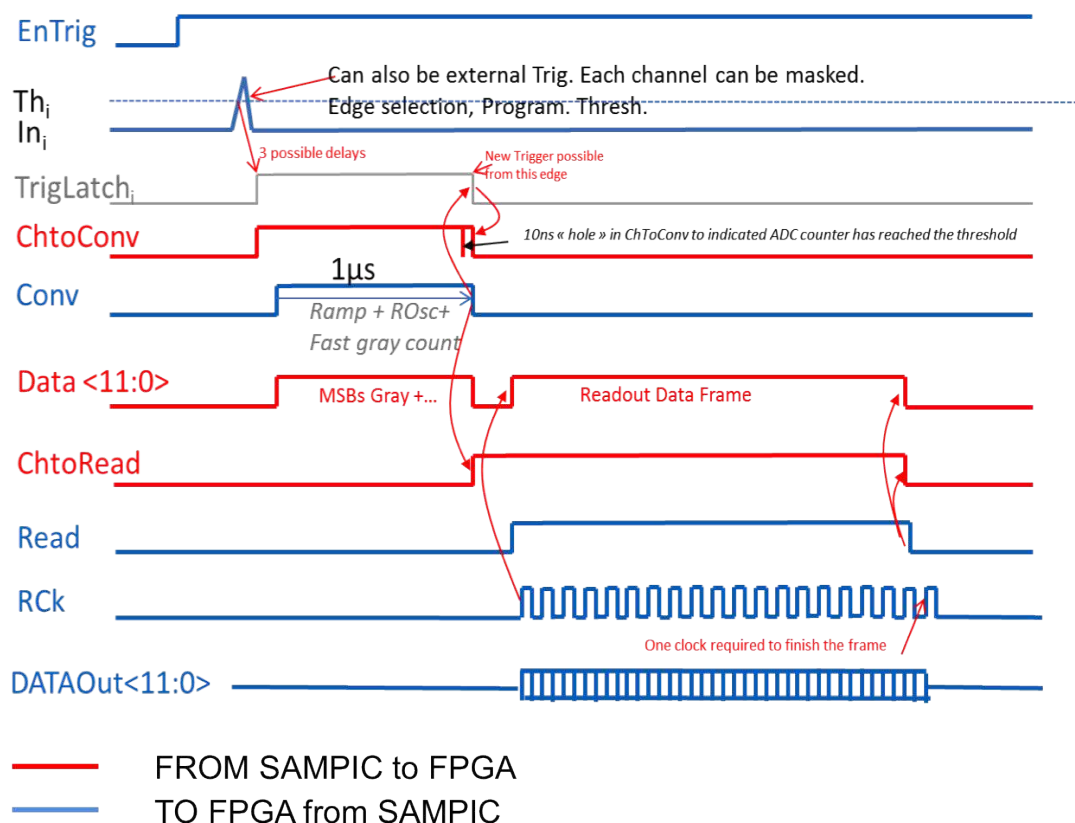 EnTrig
Can also be external Trig. Each channel can be masked.
Th_i
Edge selection, Program. Thresh.
In_i
3 possible delays
New Trigger possible
from this edge
TrigLatch_i
ChtoConv
10ns « hole » in ChToConv to indicated ADC counter has reached the threshold
1µs
Conv
Ramp + ROsc+
Fast gray count
Data <11:0>
MSBs Gray +...
Readout Data Frame
ChtoRead
Read
RCk
One clock required to finish the frame
DATAOut<11:0>
FROM SAMPIC to FPGA
TO FPGA from SAMPIC